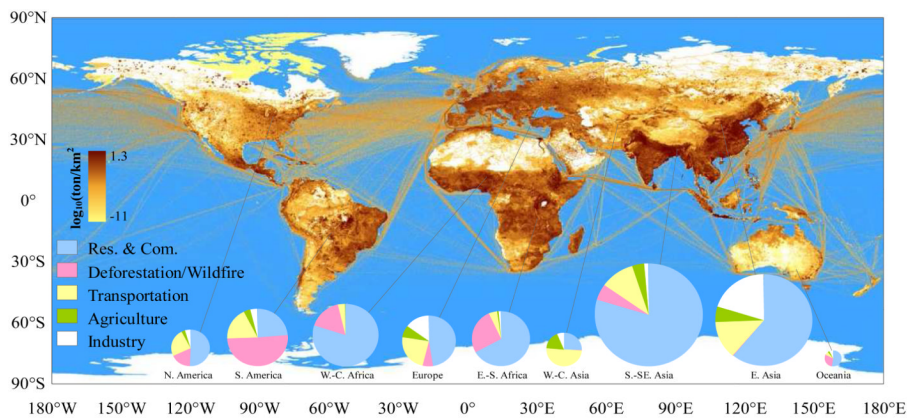 90°N
60°N
30°N
0°
30°S
60°S
90°S
log₁₀(ton/km²)
1.3
-11
Res. & Com.
Deforestation/Wildfire
Transportation
Agriculture
Industry
N. America
S. America
W.-C. Africa
Europe
E.-S. Africa
W.-C. Asia
S.-SE. Asia
E. Asia
Oceania
180°W 150°W 120°W 90°W 60°W 30°W 0° 30°E 60°E 90°E 120°E 150°E 180°E